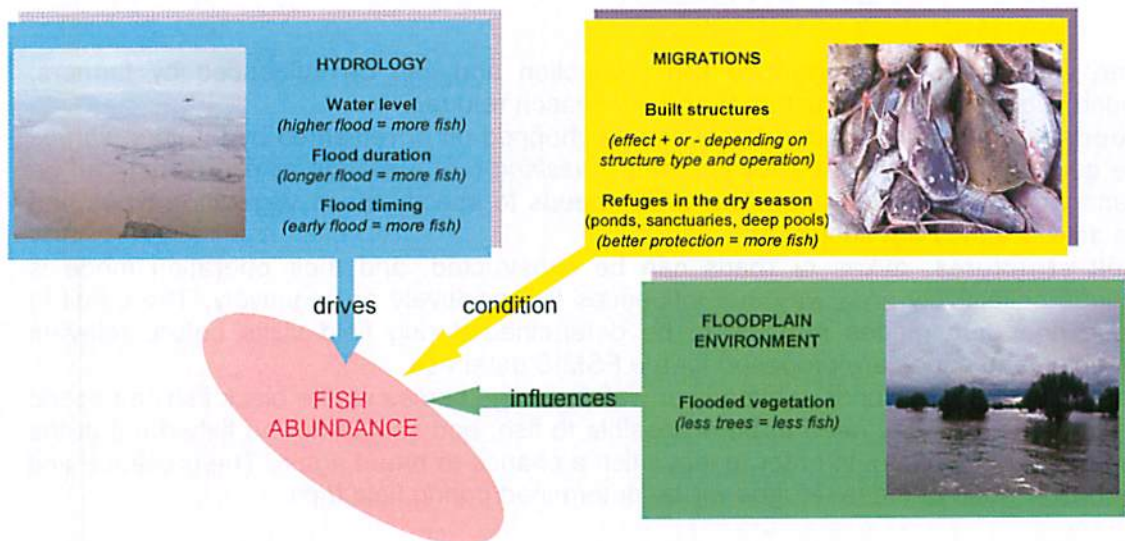 HYDROLOGY
Water level
(higher flood = more fish)
Flood duration
(longer flood = more fish)
Flood timing
(early flood = more fish)
MIGRATIONS
Built structures
(effect + or - depending on
structure type and operation)
Refuges in the dry season
(ponds, sanctuaries, deep pools)
(better protection = more fish)
drives
condition
FLOODPLAIN
ENVIRONMENT
Flooded vegetation
(less trees = less fish)
influences
FISH
ABUNDANCE